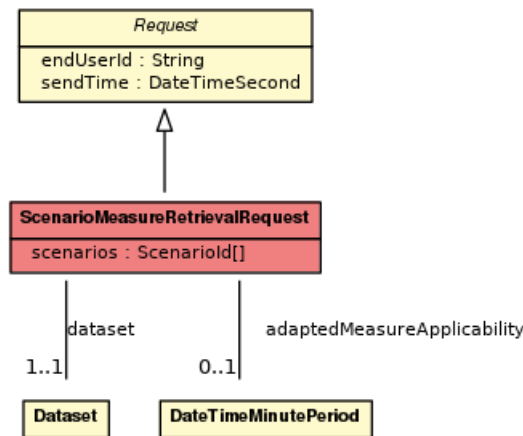 Request
endUserId : String
sendTime : DateTimeSecond
ScenarioMeasureRetrievalRequest
scenarios : ScenarioId[]
dataset
adaptedMeasureApplicability
1..1
0..1
Dataset
DateTimeMinutePeriod